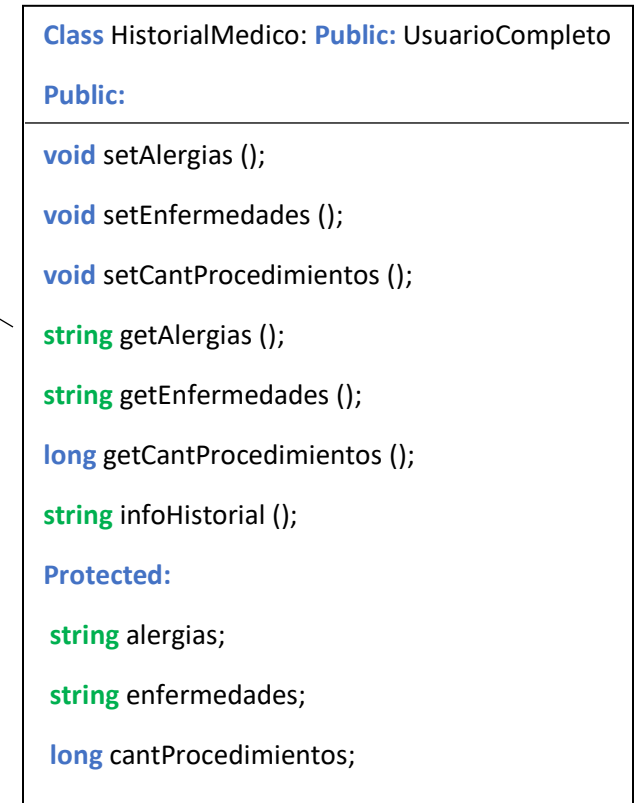 Class HistorialMedico: Public: UsuarioCompleto
Public:
void setAlergias ();
void setEnfermedades ();
void setCantProcedimientos ();
string getAlergias ();
string getEnfermedades ();
long getCantProcedimientos ();
string infoHistorial ();
Protected:
string alergias;
string enfermedades;
long cantProcedimientos;